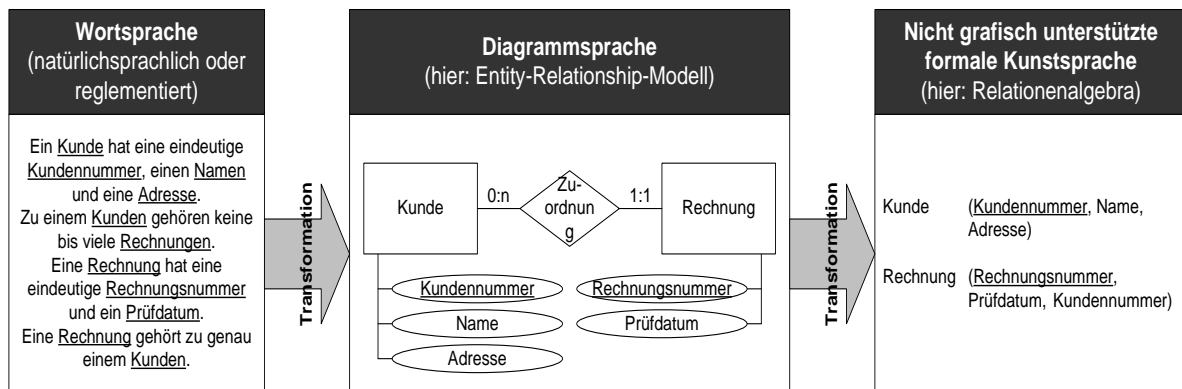 Wortsprache
(natürlichsprachlich oder
reglementiert)
Ein Kunde hat eine eindeutige
Kundennummer, einen Namen
und eine Adresse.
Zu einem Kunden gehören keine
bis viele Rechnungen.
Eine Rechnung hat eine
eindeutige Rechnungsnummer
und ein Prüfdatum.
Eine Rechnung gehört zu genau
einem Kunden.
Transformation
Diagrammsprache
(hier: Entity-Relationship-Modell)
Kunde
0:n
Zu-
ordnun
g
1:1
Rechnung
Kundennummer
Name
Adresse
Rechnungsnummer
Prüfdatum
Transformation
Nicht grafisch unterstützte
formale Kunstsprache
(hier: Relationenalgebra)
Kunde (Kundennummer, Name,
Adresse)
Rechnung (Rechnungsnummer,
Prüfdatum, Kundennummer)